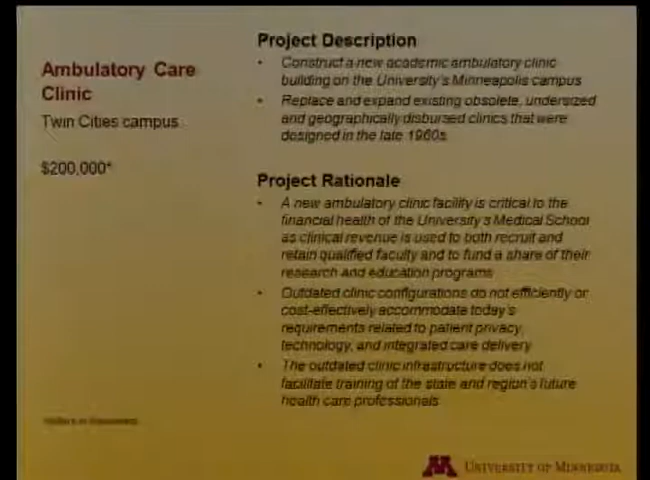 Ambulatory Care
Clinic
Twin Cities campus
$200,000*
Project Description
• Construct a new academic ambulatory clinic
building on the University's Minneapolis campus
• Replace and expand existing obsolete, undersized
and geographically disbursed clinics that were
designed in the late 1960s
Project Rationale
• A new ambulatory clinic facility is critical to the
financial health of the University's Medical School
as clinical revenue is used to both recruit and
retain qualified faculty and to fund a share of their
research and education programs
• Outdated clinic configurations do not efficiently or
cost-effectively accommodate today's
requirements related to patient privacy,
technology, and integrated care delivery
• The outdated clinic infrastructure does not
facilitate training of the state and region's future
health care professionals
M
University of Minnesota